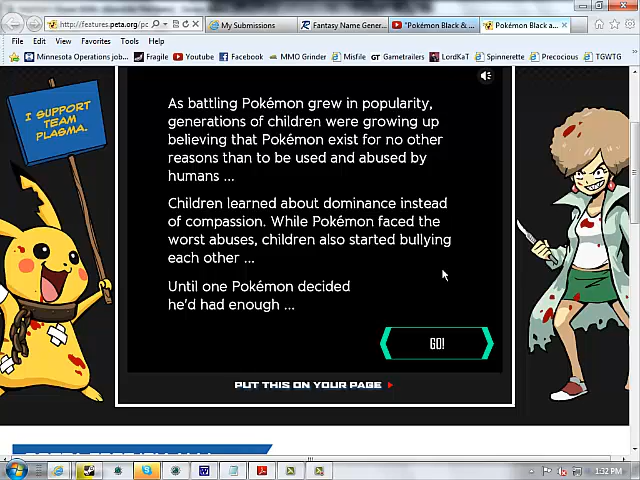 http://features.peta.org/pc
My Submissions
Fantasy Name Gener...
"Pokémon Black & ...
Pokémon Black a...
File Edit View Favorites Tools Help
Minnesota Operations job... Fragile Youtube Facebook MMO Grinder Misfile Gametrailers LordKat Spinnerette Precocious TGWTG
I SUPPORT
TEAM
PLASMA.
As battling Pokémon grew in popularity,
generations of children were growing up
believing that Pokémon exist for no other
reasons than to be used and abused by
humans ...
Children learned about dominance instead
of compassion. While Pokémon faced the
worst abuses, children also started bullying
each other ...
Until one Pokémon decided
he'd had enough ...
GO!
PUT THIS ON YOUR PAGE
1:32 PM